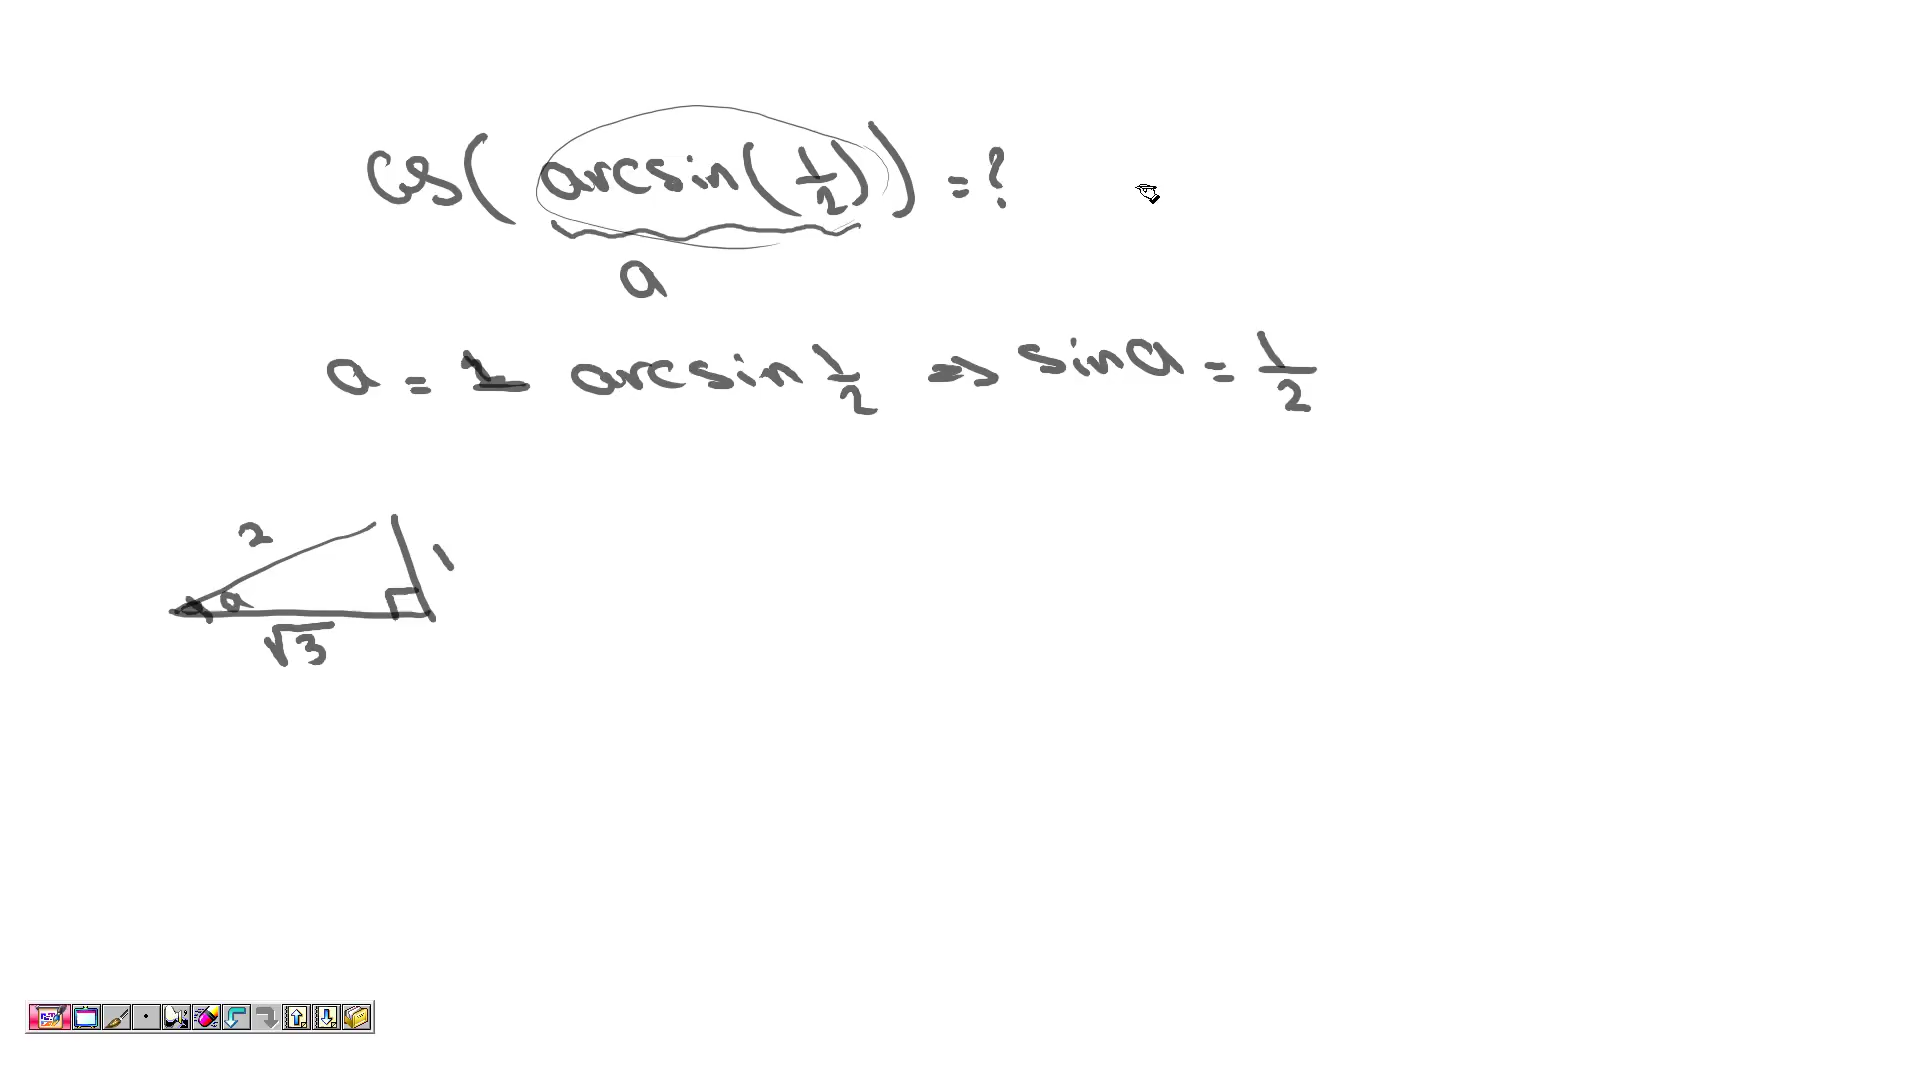 cos( arcsin( 1/2 ) ) = ?
a
a = arcsin 1/2 ⇒ sin a = 1/2
2
1
a
√3